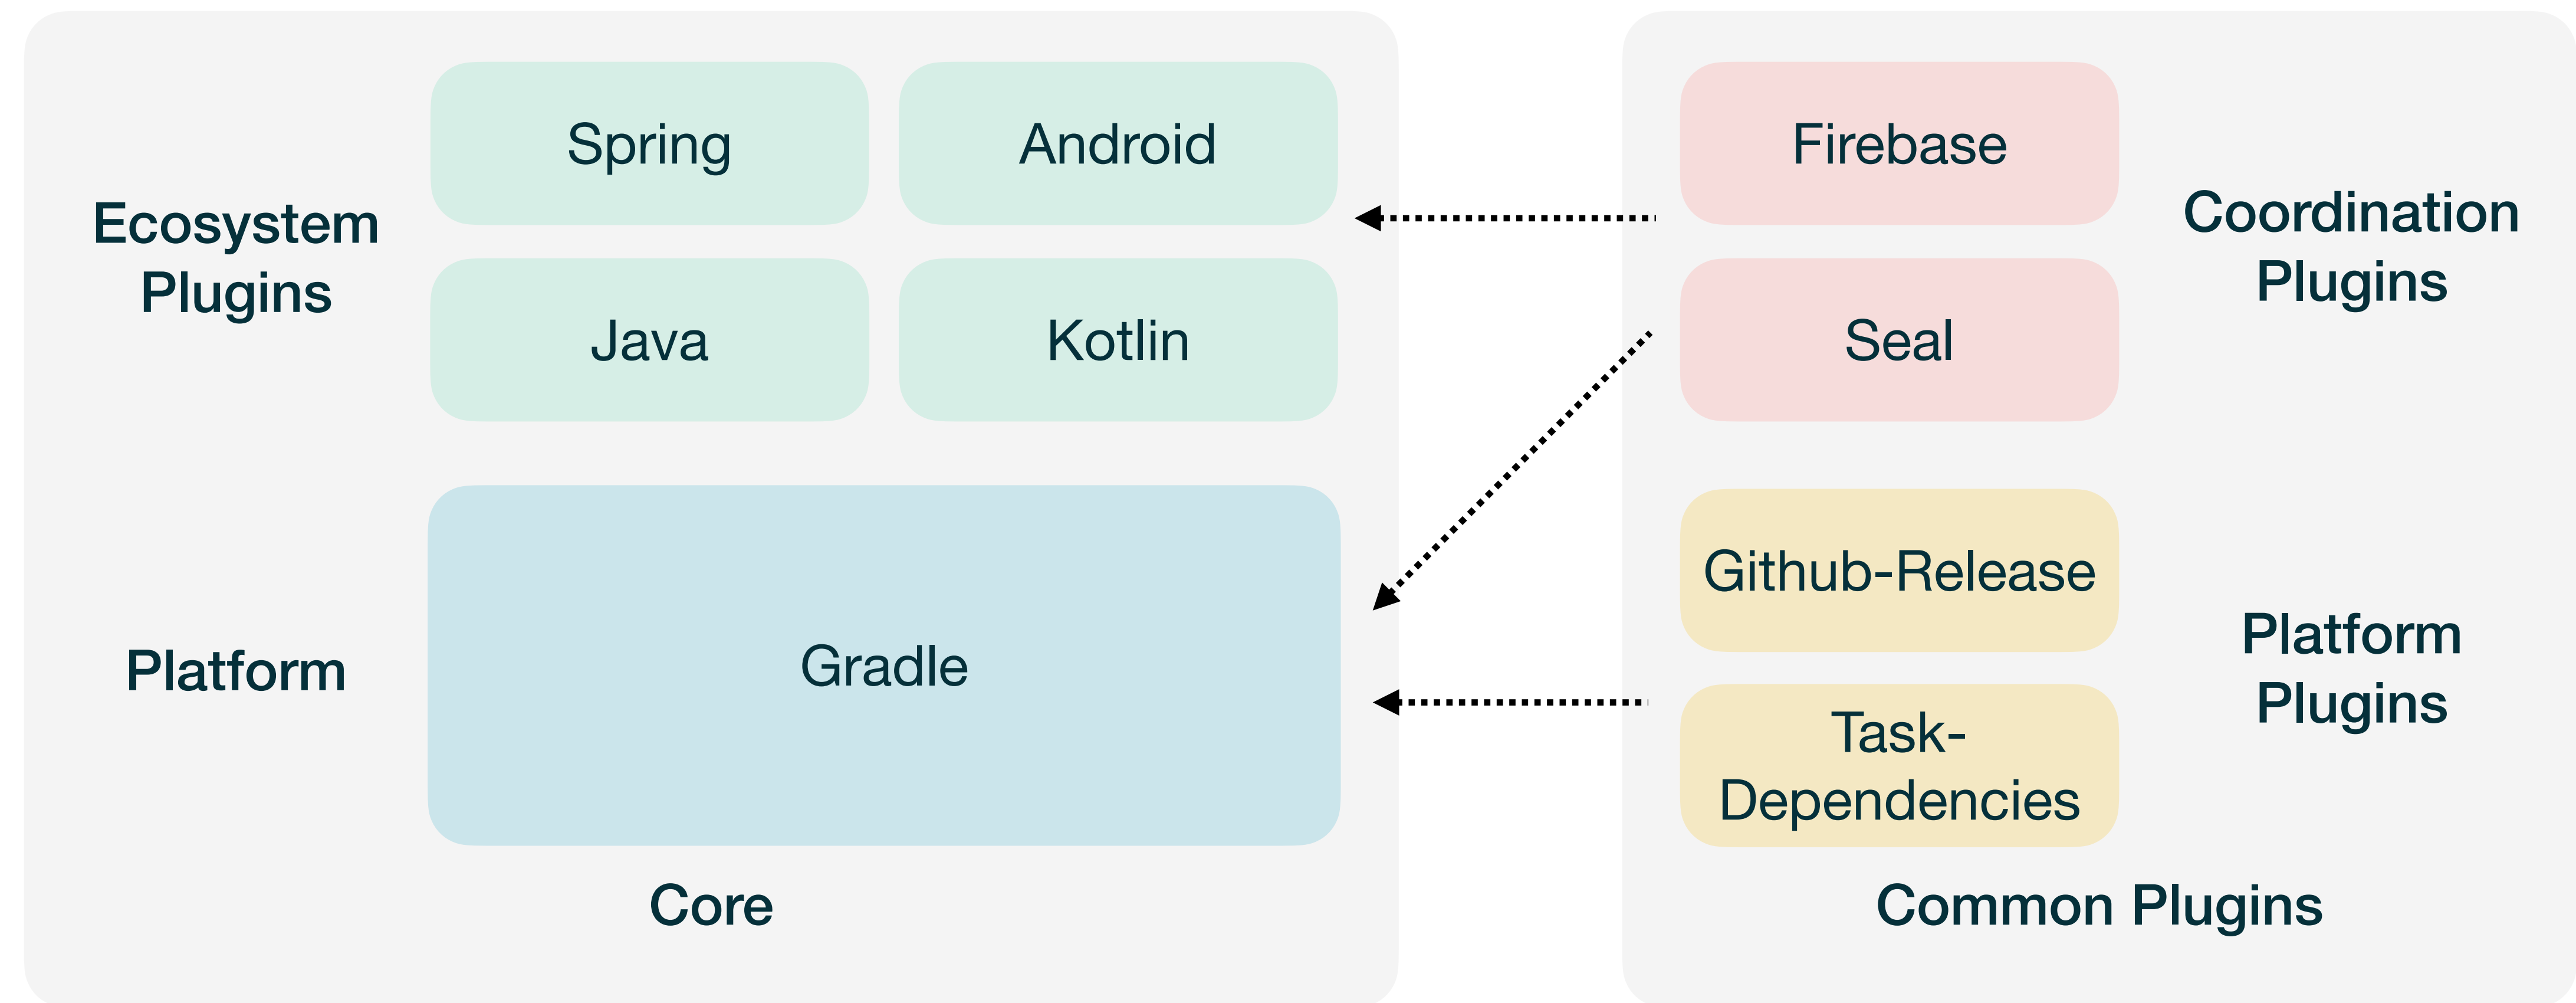 Spring
Android
Firebase
Ecosystem
Plugins
Coordination
Plugins
Java
Kotlin
Seal
Github-Release
Platform
Gradle
Platform
Plugins
Task-
Dependencies
Core
Common Plugins